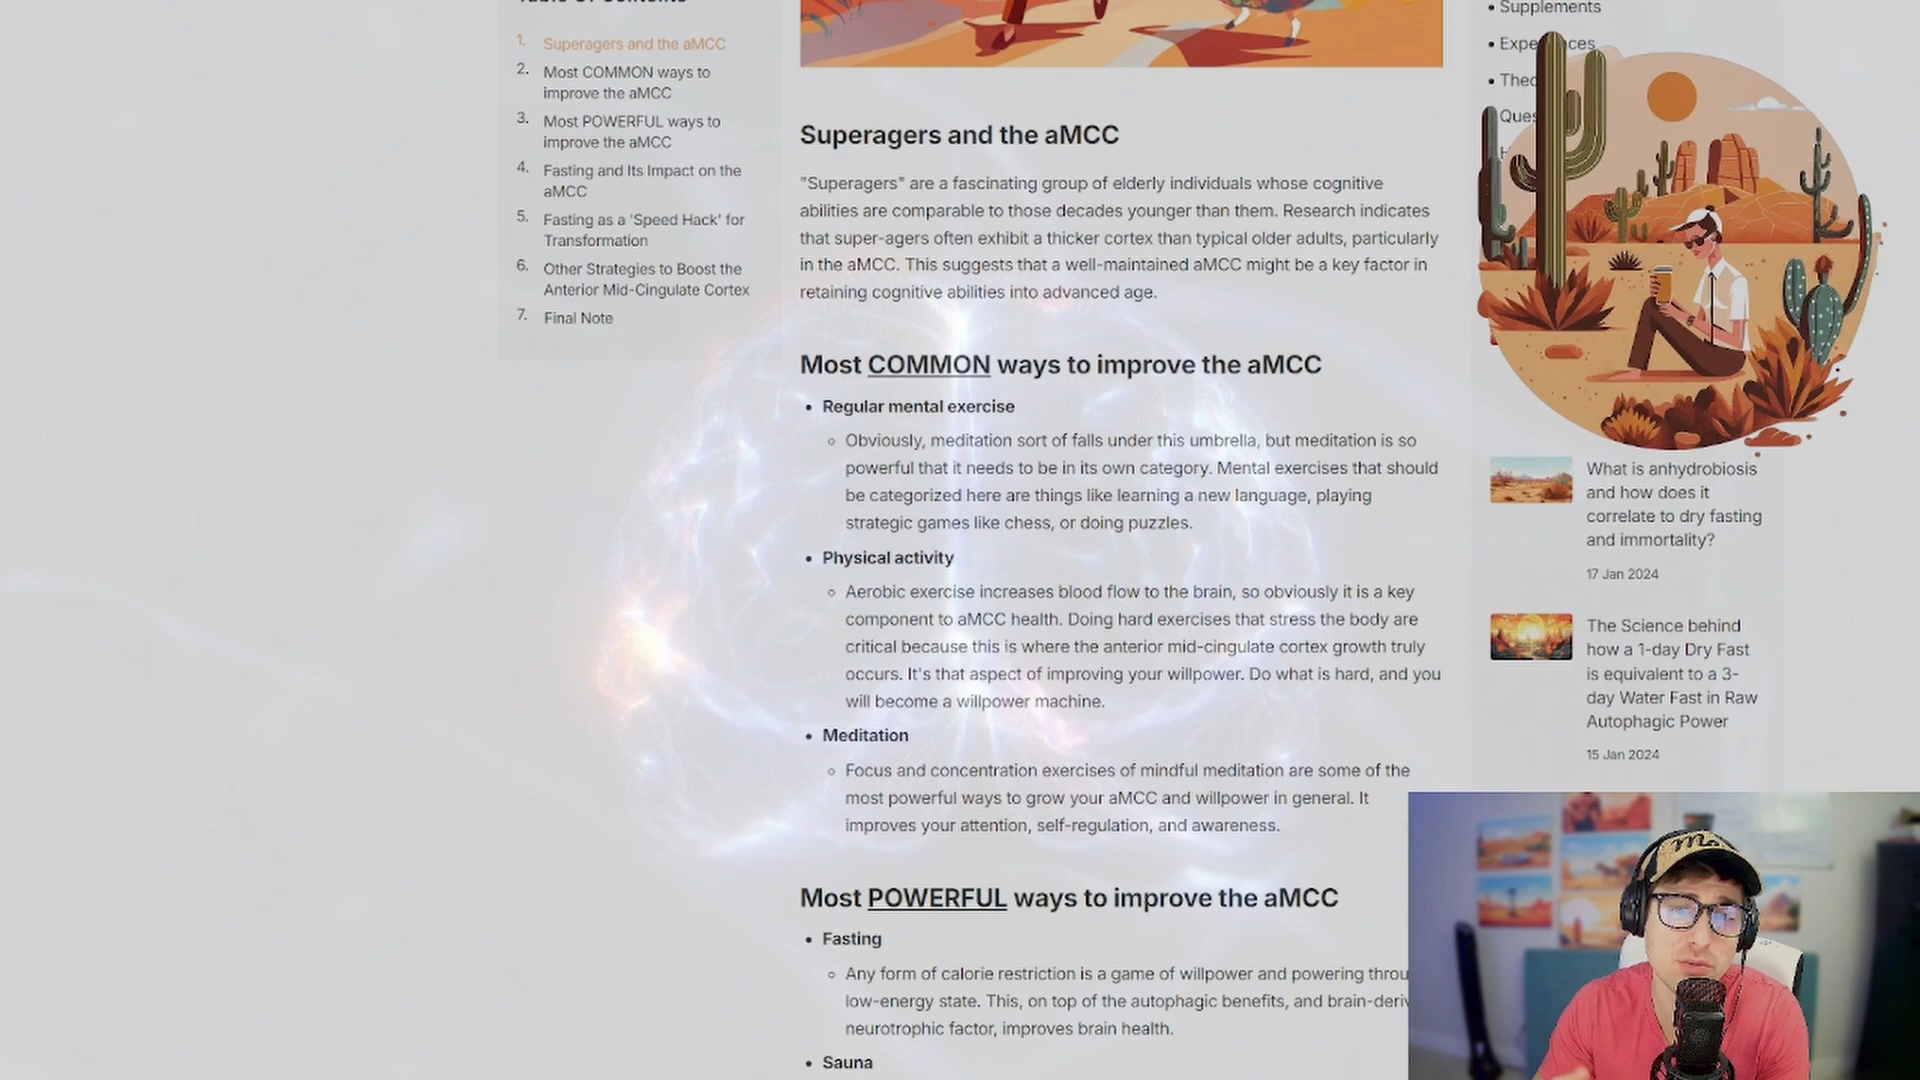 1. Superagers and the aMCC
2. Most COMMON ways to
improve the aMCC
3. Most POWERFUL ways to
improve the aMCC
4. Fasting and Its Impact on the
aMCC
5. Fasting as a 'Speed Hack' for
Transformation
6. Other Strategies to Boost the
Anterior Mid-Cingulate Cortex
7. Final Note
Superagers and the aMCC
"Superagers" are a fascinating group of elderly individuals whose cognitive
abilities are comparable to those decades younger than them. Research indicates
that super-agers often exhibit a thicker cortex than typical older adults, particularly
in the aMCC. This suggests that a well-maintained aMCC might be a key factor in
retaining cognitive abilities into advanced age.
Most COMMON ways to improve the aMCC
• Regular mental exercise
Obviously, meditation sort of falls under this umbrella, but meditation is so
powerful that it needs to be in its own category. Mental exercises that should
be categorized here are things like learning a new language, playing
strategic games like chess, or doing puzzles.
• Physical activity
Aerobic exercise increases blood flow to the brain, so obviously it is a key
component to aMCC health. Doing hard exercises that stress the body are
critical because this is where the anterior mid-cingulate cortex growth truly
occurs. It's that aspect of improving your willpower. Do what is hard, and you
will become a willpower machine.
• Meditation
Focus and concentration exercises of mindful meditation are some of the
most powerful ways to grow your aMCC and willpower in general. It
improves your attention, self-regulation, and awareness.
Most POWERFUL ways to improve the aMCC
• Fasting
Any form of calorie restriction is a game of willpower and powering throu
low-energy state. This, on top of the autophagic benefits, and brain-deriv
neurotrophic factor, improves brain health.
• Sauna
• Supplements
What is anhydrobiosis
and how does it
correlate to dry fasting
and immortality?
17 Jan 2024
The Science behind
how a 1-day Dry Fast
is equivalent to a 3-
day Water Fast in Raw
Autophagic Power
15 Jan 2024